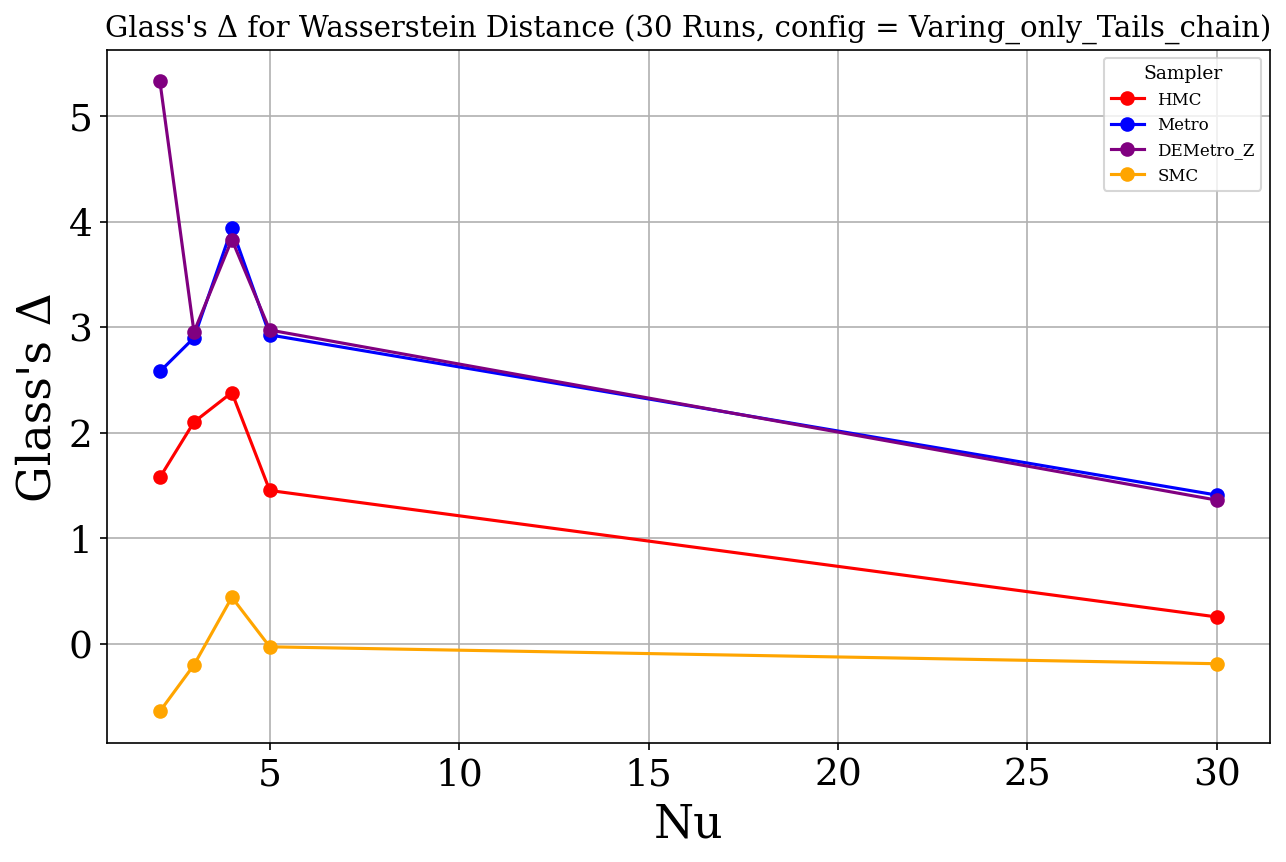 Glass's Δ for Wasserstein Distance (30 Runs, config = Varing_only_Tails_chain)
Sampler
HMC
Metro
DEMetro_Z
SMC
Glass's Δ
5
4
3
2
1
0
5 10 15 20 25 30
Nu